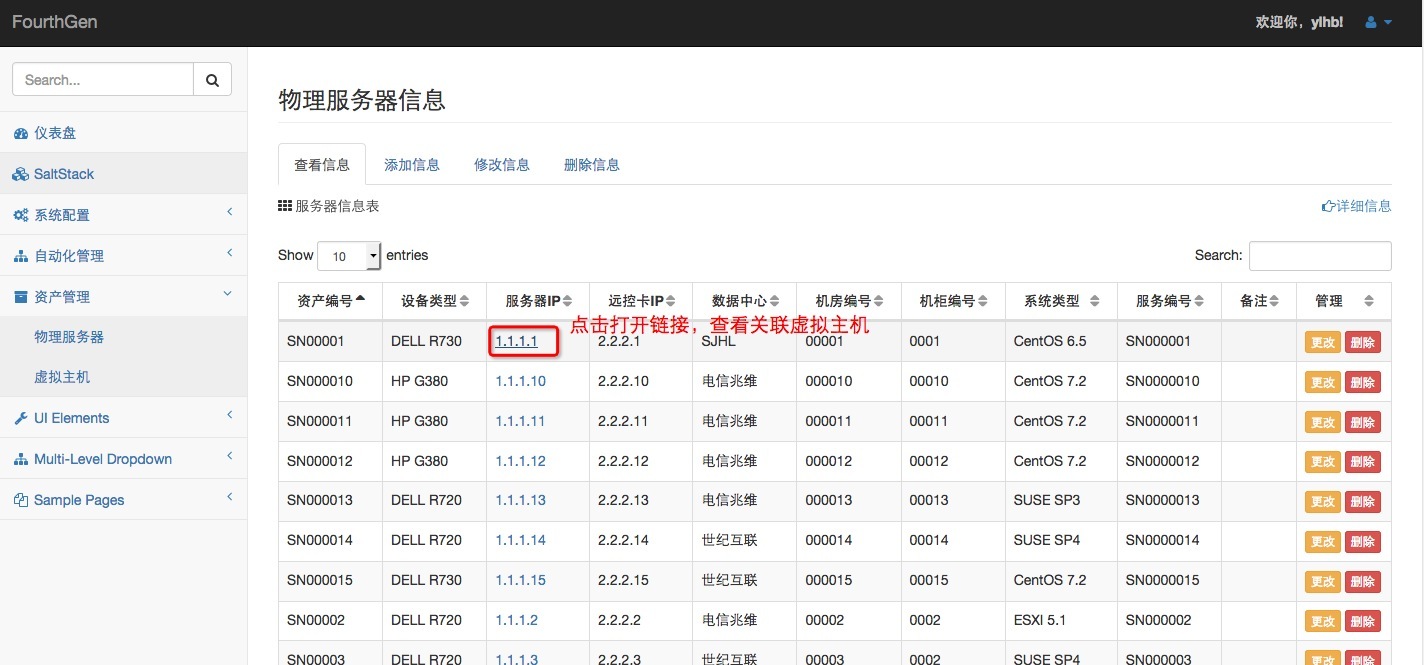 FourthGen 欢迎你，ylhb!
Search...
仪表盘
SaltStack
系统配置
自动化管理
资产管理
物理服务器
虚拟主机
UI Elements
Multi-Level Dropdown
Sample Pages
物理服务器信息
查看信息 添加信息 修改信息 删除信息
服务器信息表 详细信息
Show 10 entries Search:
资产编号 设备类型 服务器IP 远控卡IP 数据中心 机房编号 机柜编号 系统类型 服务编号 备注 管理
点击打开链接，查看关联虚拟主机
SN00001 DELL R730 1.1.1.1 2.2.2.1 SJHL 00001 0001 CentOS 6.5 SN000001 更改 删除
SN000010 HP G380 1.1.1.10 2.2.2.10 电信兆维 000010 00010 CentOS 7.2 SN0000010 更改 删除
SN000011 HP G380 1.1.1.11 2.2.2.11 电信兆维 000011 00011 CentOS 7.2 SN0000011 更改 删除
SN000012 HP G380 1.1.1.12 2.2.2.12 电信兆维 000012 00012 CentOS 7.2 SN0000012 更改 删除
SN000013 DELL R720 1.1.1.13 2.2.2.13 电信兆维 000013 00013 SUSE SP3 SN0000013 更改 删除
SN000014 DELL R720 1.1.1.14 2.2.2.14 世纪互联 000014 00014 SUSE SP4 SN0000014 更改 删除
SN000015 DELL R730 1.1.1.15 2.2.2.15 世纪互联 000015 00015 CentOS 7.2 SN0000015 更改 删除
SN00002 DELL R720 1.1.1.2 2.2.2.2 电信兆维 00002 0002 ESXI 5.1 SN000002 更改 删除
SN00003 DELL R720 1.1.1.3 2.2.2.3 世纪互联 00003 0002 SUSE SP4 SN000003 更改 删除